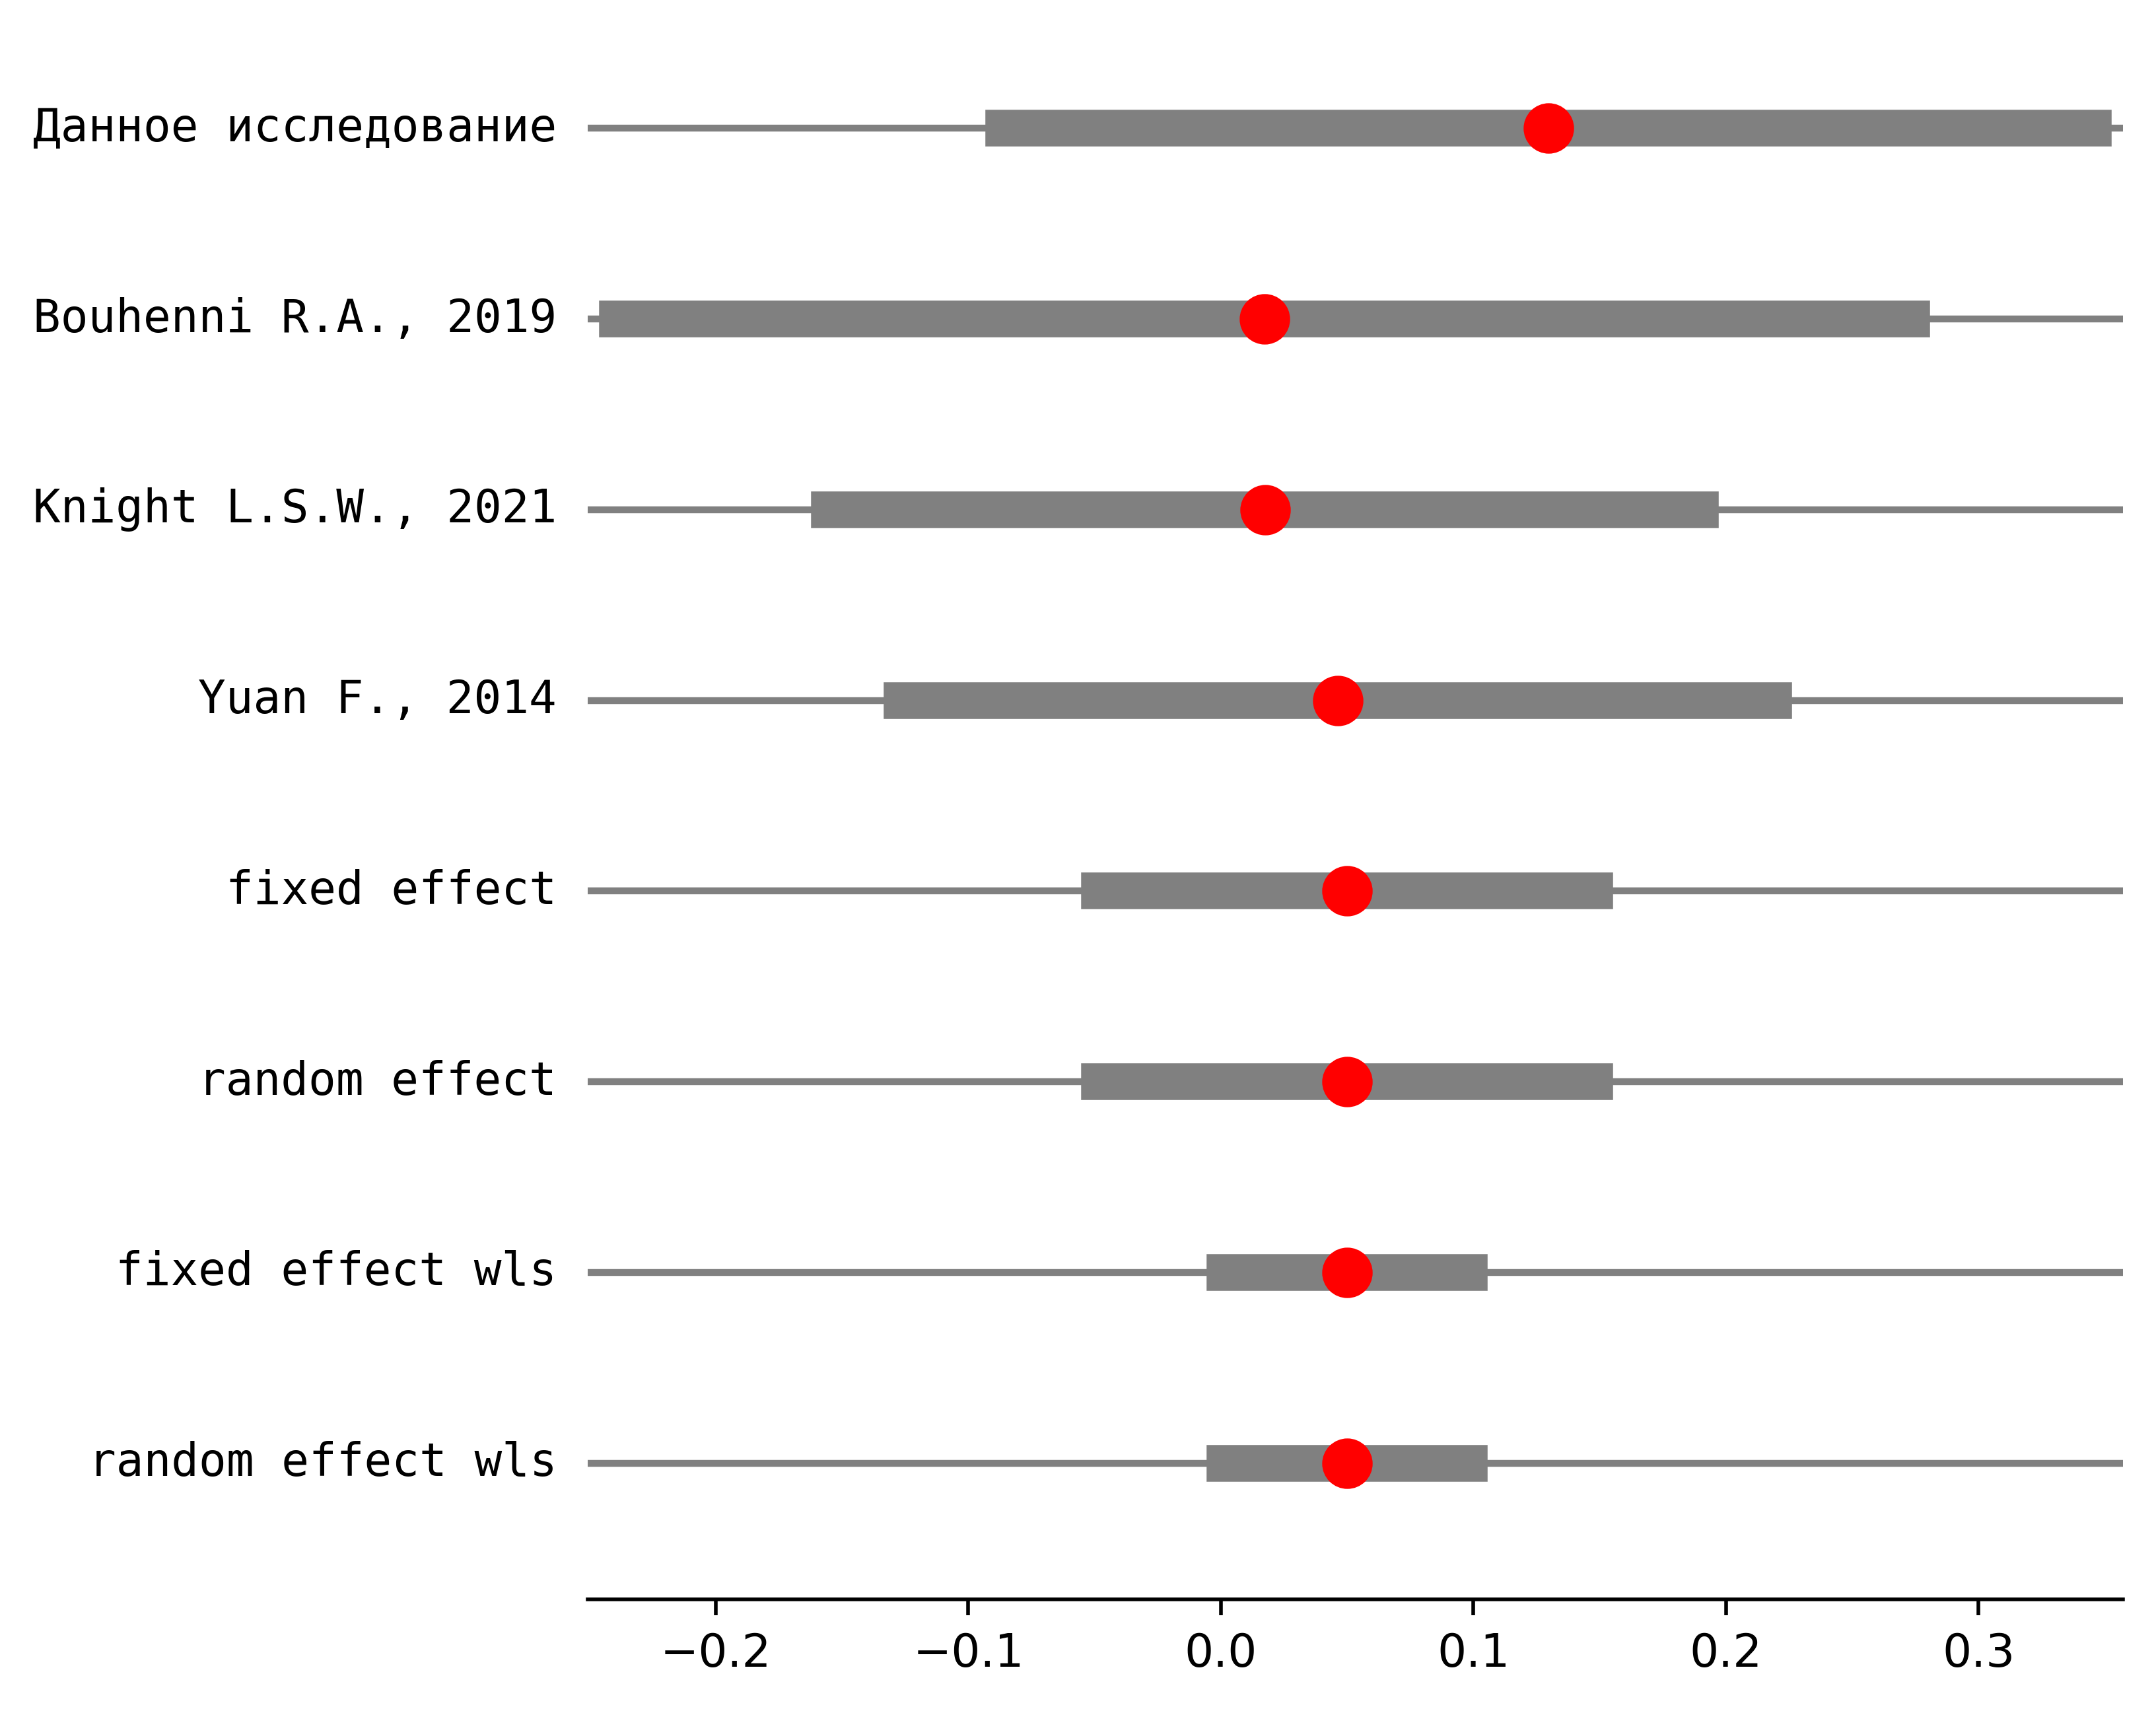 Данное исследование
Bouhenni R.A., 2019
Knight L.S.W., 2021
Yuan F., 2014
fixed effect
random effect
fixed effect wls
random effect wls
−0.2 −0.1 0.0 0.1 0.2 0.3